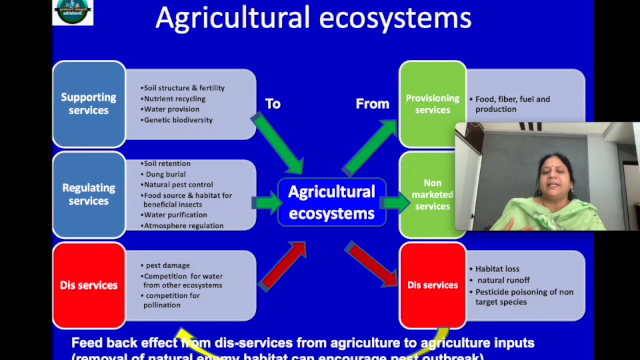 Agricultural ecosystems
Supporting
services
•Soil structure & fertility
•Nutrient recycling
•Water provision
•Genetic biodiversity
To
From
Provisioning
services
• Food, fiber, fuel and
production
Regulating
services
•Soil retention
• Dung burial
•Natural pest control
•Food source & habitat for
beneficial insects
•Water purification
•Atmosphere regulation
Agricultural
ecosystems
Non
marketed
services
Dis services
• pest damage
•Competition for water
from other ecosystems
• competition for
pollination
Dis services
• Habitat loss
• natural runoff
• Pesticide poisoning of non
target species
Feed back effect from dis-services from agriculture to agriculture inputs
(removal of natural enemy habitat can encourage pest outbreak)